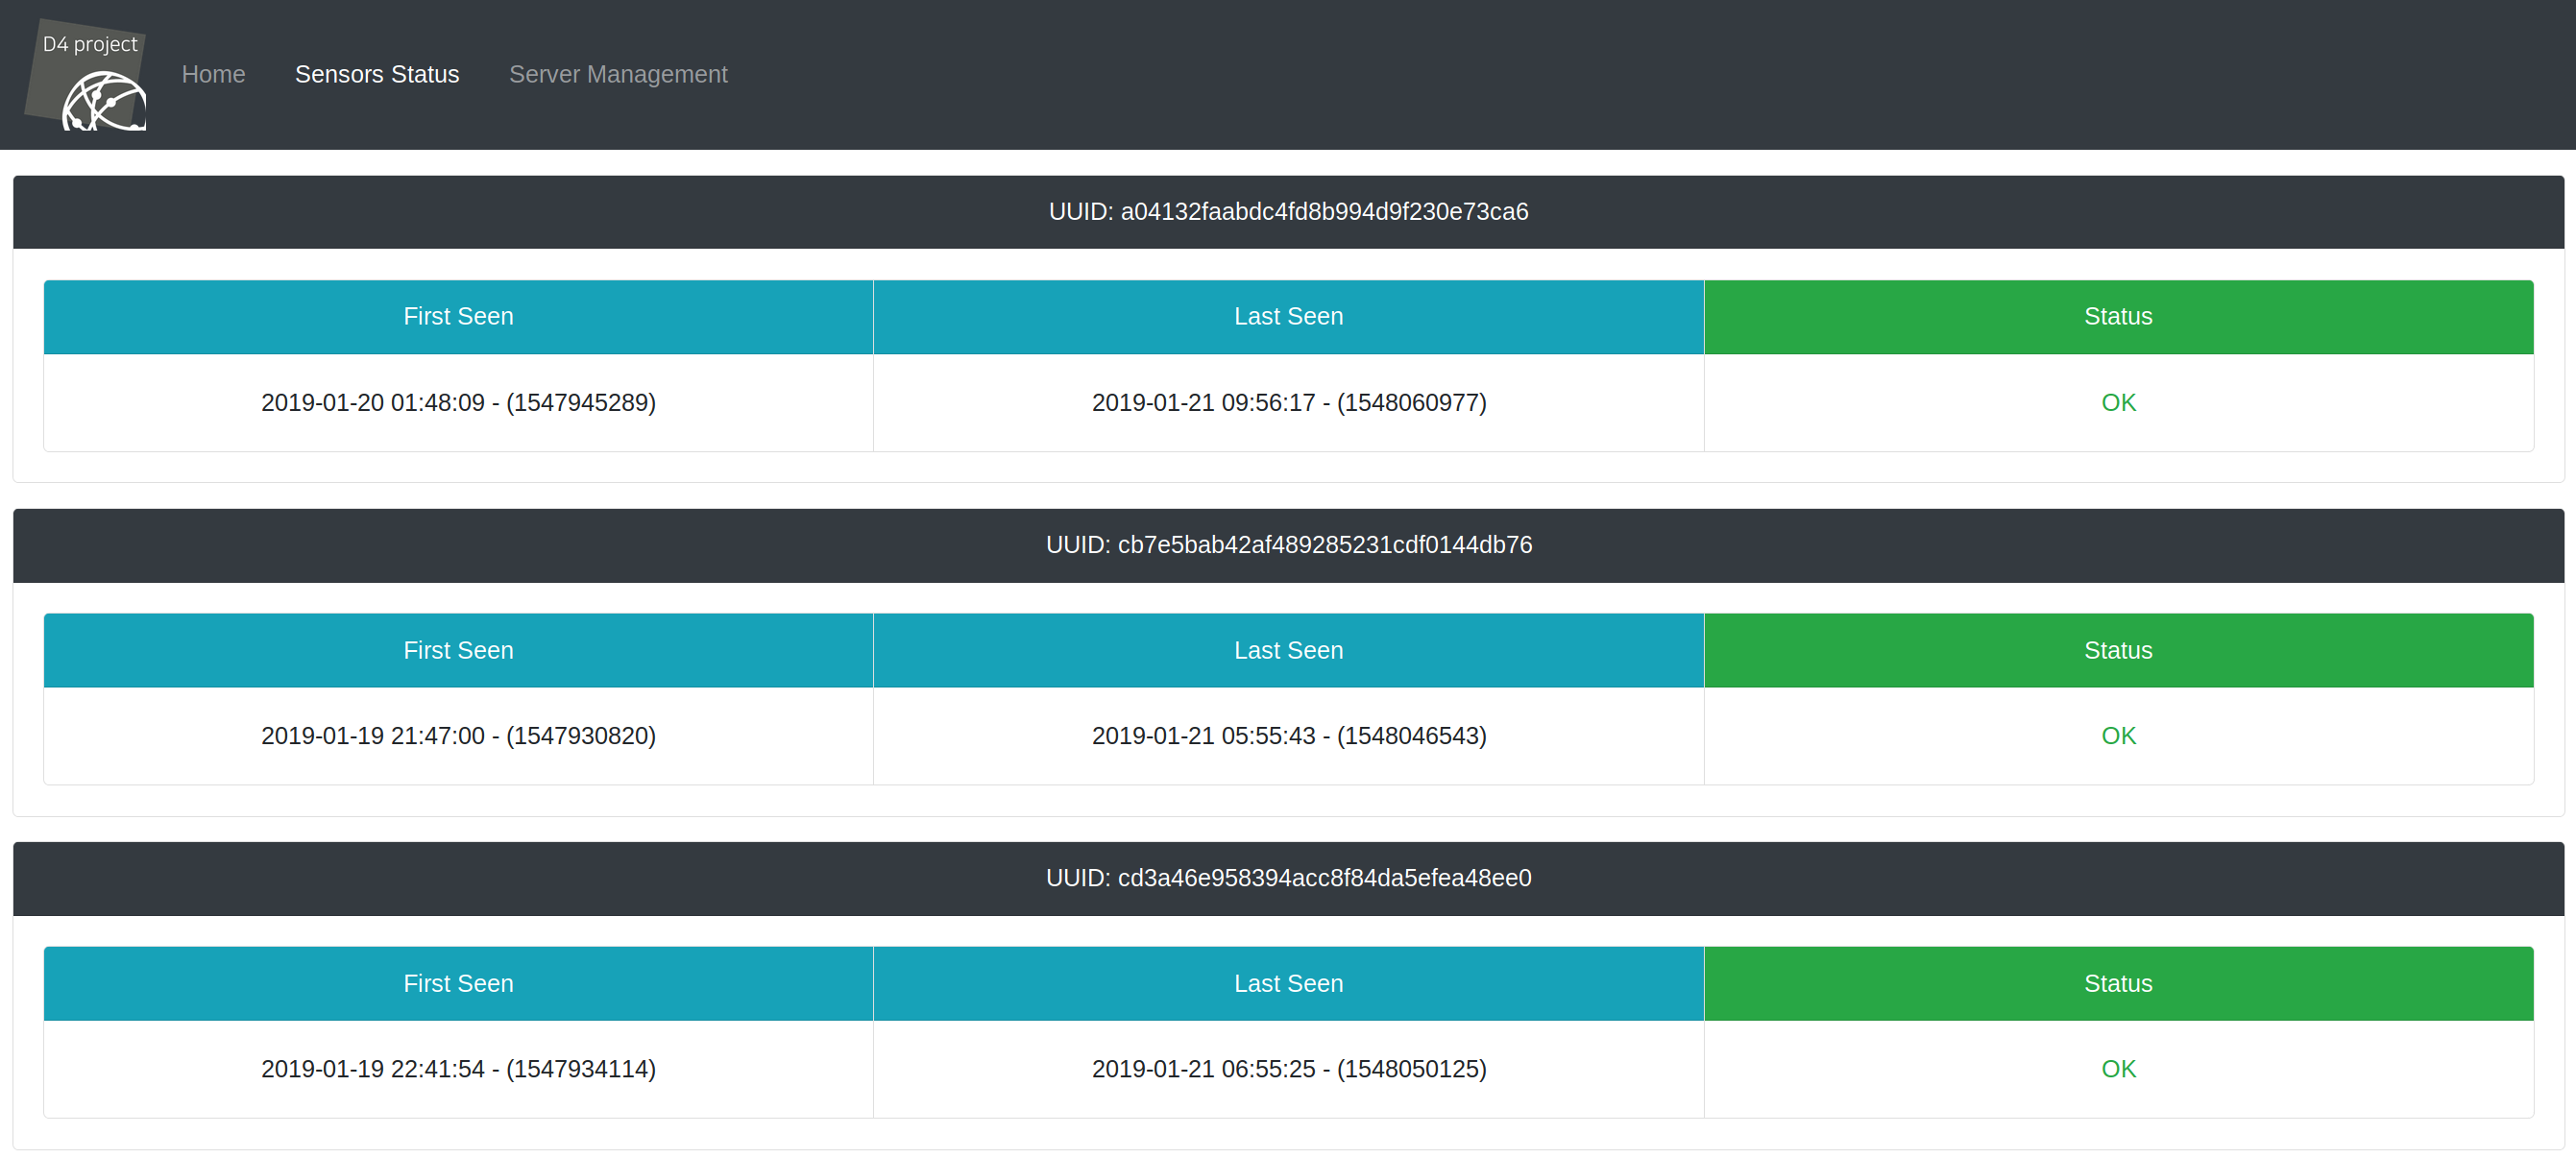 D4 project
Home Sensors Status Server Management
UUID: a04132faabdc4fd8b994d9f230e73ca6
First Seen Last Seen Status
2019-01-20 01:48:09 - (1547945289) 2019-01-21 09:56:17 - (1548060977) OK
UUID: cb7e5bab42af489285231cdf0144db76
First Seen Last Seen Status
2019-01-19 21:47:00 - (1547930820) 2019-01-21 05:55:43 - (1548046543) OK
UUID: cd3a46e958394acc8f84da5efea48ee0
First Seen Last Seen Status
2019-01-19 22:41:54 - (1547934114) 2019-01-21 06:55:25 - (1548050125) OK